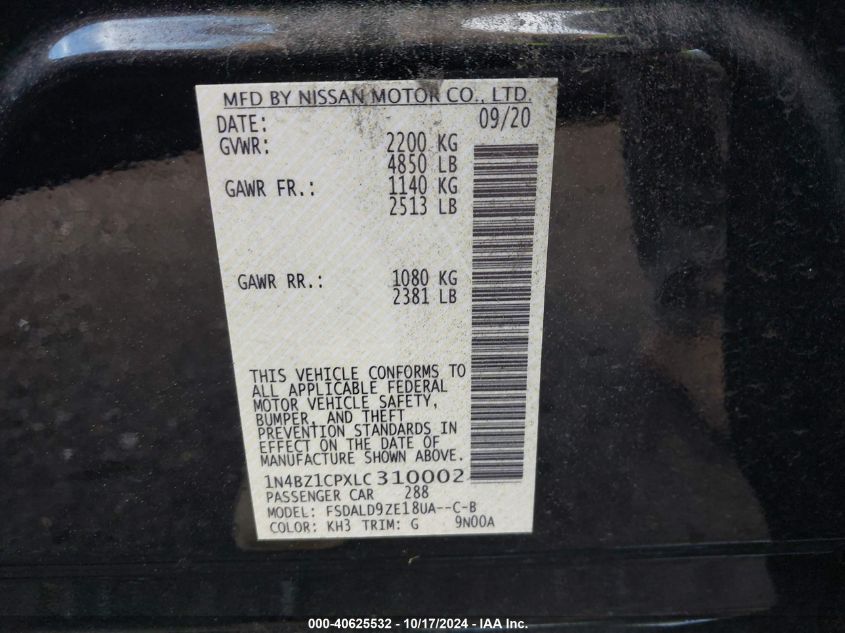 MFD BY NISSAN MOTOR CO., LTD.
DATE: 09/20
GVWR: 2200 KG
4850 LB
GAWR FR.: 1140 KG
2513 LB
GAWR RR.: 1080 KG
2381 LB
THIS VEHICLE CONFORMS TO
ALL APPLICABLE FEDERAL
MOTOR VEHICLE SAFETY,
BUMPER, AND THEFT
PREVENTION STANDARDS IN
EFFECT ON THE DATE OF
MANUFACTURE SHOWN ABOVE.
1N4BZ1CPXLC310002
PASSENGER CAR 288
MODEL: FSDALD9ZE18UA--C-B
COLOR: KH3 TRIM: G 9N00A
000-40625532 - 10/17/2024 - IAA Inc.